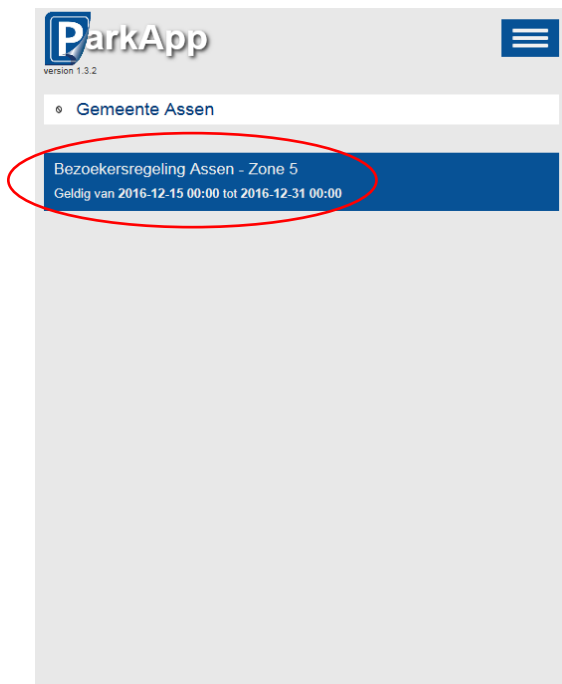 ParkApp
version 1.3.2
Gemeente Assen
Bezoekersregeling Assen - Zone 5
Geldig van 2016-12-15 00:00 tot 2016-12-31 00:00